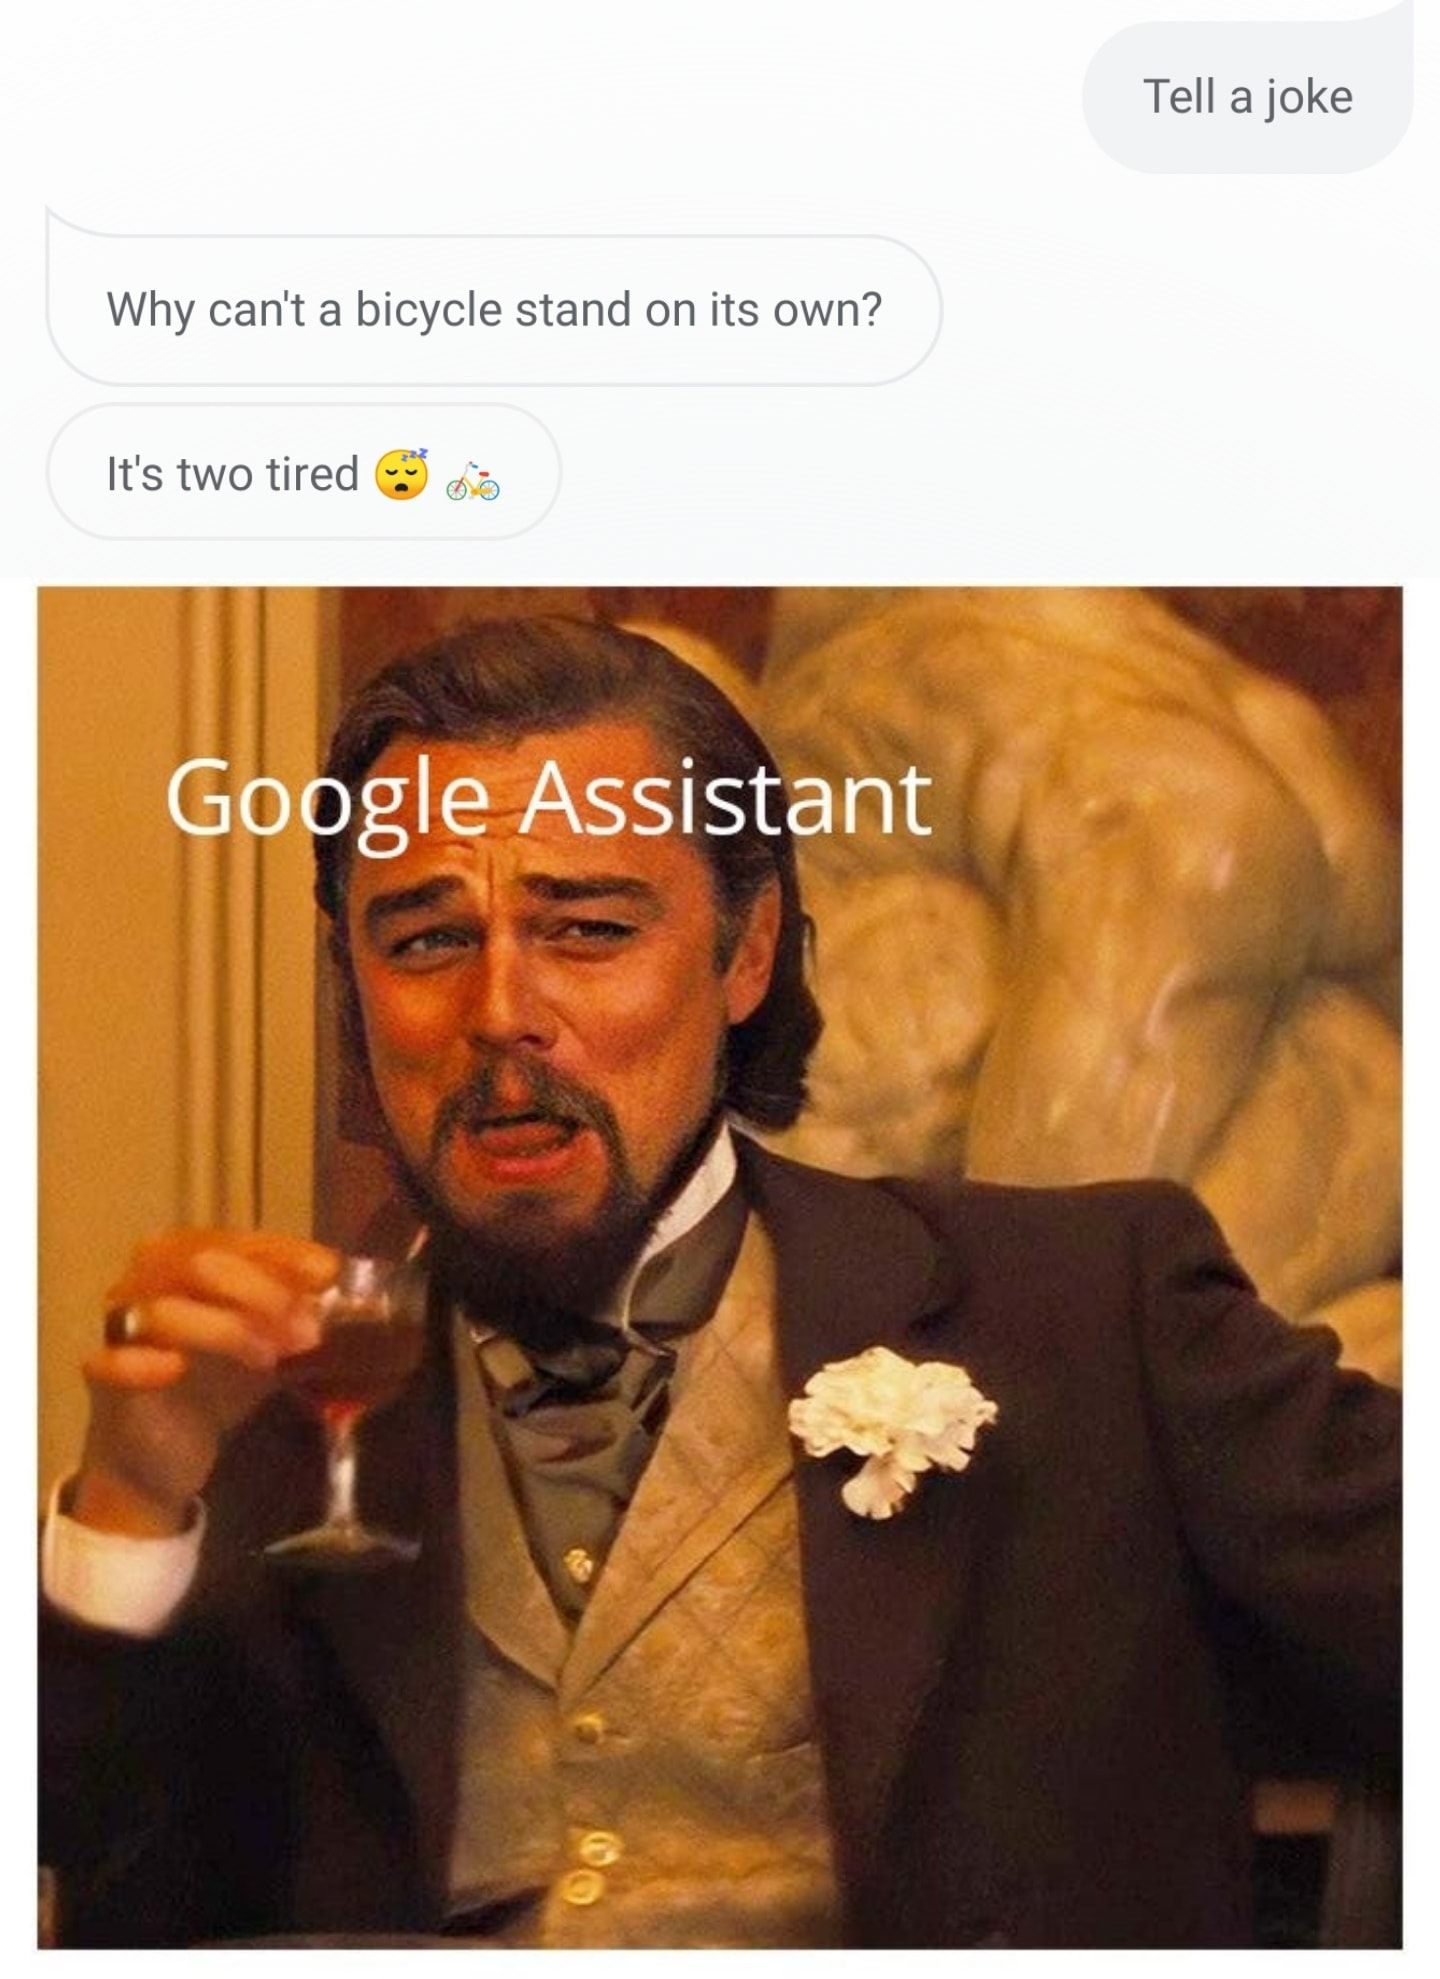 Tell a joke
Why can't a bicycle stand on its own?
It's two tired 😴 🚲
Google Assistant